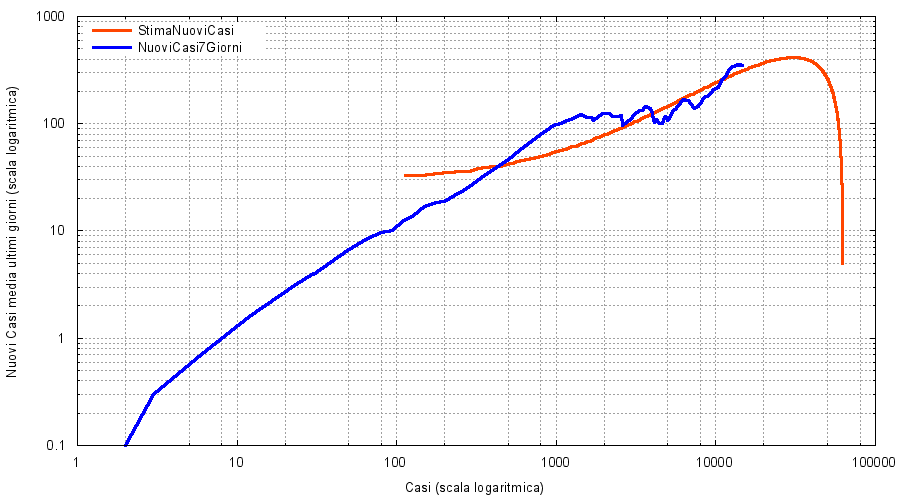 1000
100
10
1
0.1
StimaNuoviCasi
NuoviCasi7Giorni
Nuovi Casi media ultimi giorni (scala logaritmica)
1 10 100 1000 10000 100000
Casi (scala logaritmica)